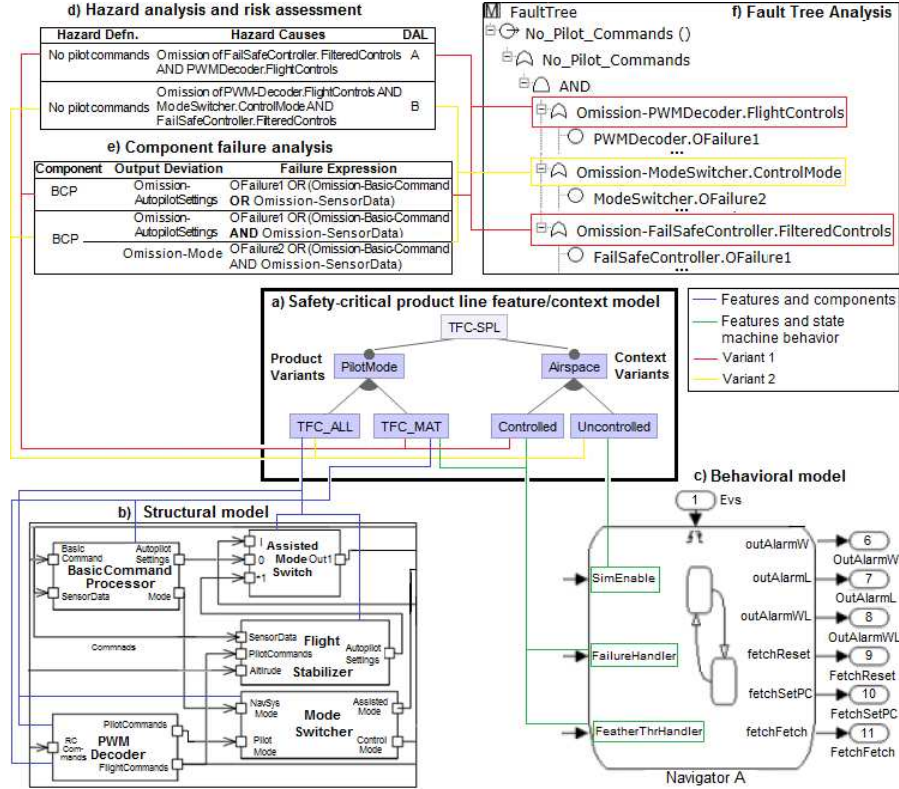 d) Hazard analysis and risk assessment
Hazard Defn. Hazard Causes DAL
No pilot commands Omission of FailSafeController.FilteredControls A
AND PWMDecoder.FlightControls
Omission of PWM-Decoder.FlightControls AND
No pilot commands ModeSwitcher.ControlMode AND B
FailSafeController.FilteredControls
e) Component failure analysis
Component Output Deviation Failure Expression
BCP Omission- OFailure1 OR (Omission-Basic-Command
AutopilotSettings OR Omission-SensorData)
Omission- OFailure1 OR (Omission-Basic-Command
AutopilotSettings AND Omission-SensorData)
BCP
Omission-Mode OFailure2 OR (Omission-Basic-Command
AND Omission-SensorData)
M FaultTree f) Fault Tree Analysis
No_Pilot_Commands ()
No_Pilot_Commands
AND
Omission-PWMDecoder.FlightControls
PWMDecoder.OFailure1
...
Omission-ModeSwitcher.ControlMode
ModeSwitcher.OFailure2
...
Omission-FailSafeController.FilteredControls
FailSafeController.OFailure1
...
a) Safety-critical product line feature/context model
TFC-SPL
Product
Variants
PilotMode
Airspace
Context
Variants
TFC_ALL TFC_MAT Controlled Uncontrolled
Features and components
Features and state
machine behavior
Variant 1
Variant 2
b) Structural model
Basic
Command
Autopilot
Settings
BasicCommand
Processor
SensorData Mode
I
0
*1
Assisted
Mode
Switch
Out1
Commnads
SensorData
PilotCommands
Altirude
Flight
Stabilizer
Autopilot
Settings
NavSys
Mode
Pilot
Mode
Mode
Switcher
Assisted
Mode
Control
Mode
PilotCommands
RC
Com-
mands
PWM
Decoder
FlightCommands
c) Behavioral model
1 Evs
SimEnable
FailureHandler
FeatherThrHandler
outAlarmW 6
OutAlarmW
outAlarmL 7
OutAlarmL
outAlarmWL 8
OutAlarmWL
fetchReset 9
FetchReset
fetchSetPC 10
FetchSetPC
fetchFetch 11
FetchFetch
Navigator A